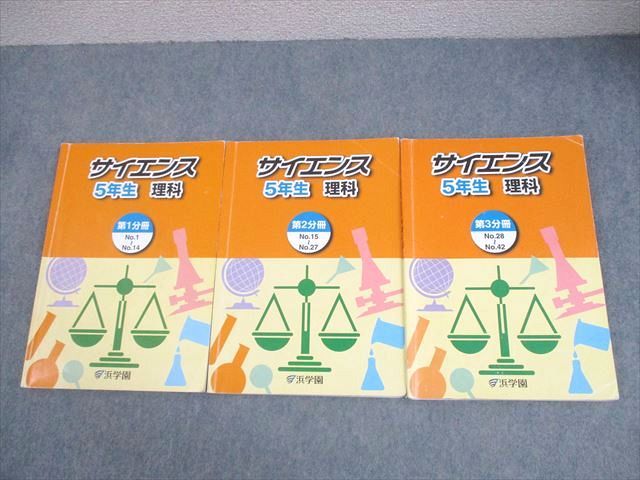 サイエンス
5年生 理科
第1分冊
No.1
~
No.14
浜学園
サイエンス
5年生 理科
第2分冊
No.15
~
No.27
浜学園
サイエンス
5年生 理科
第3分冊
No.28
~
No.42
浜学園